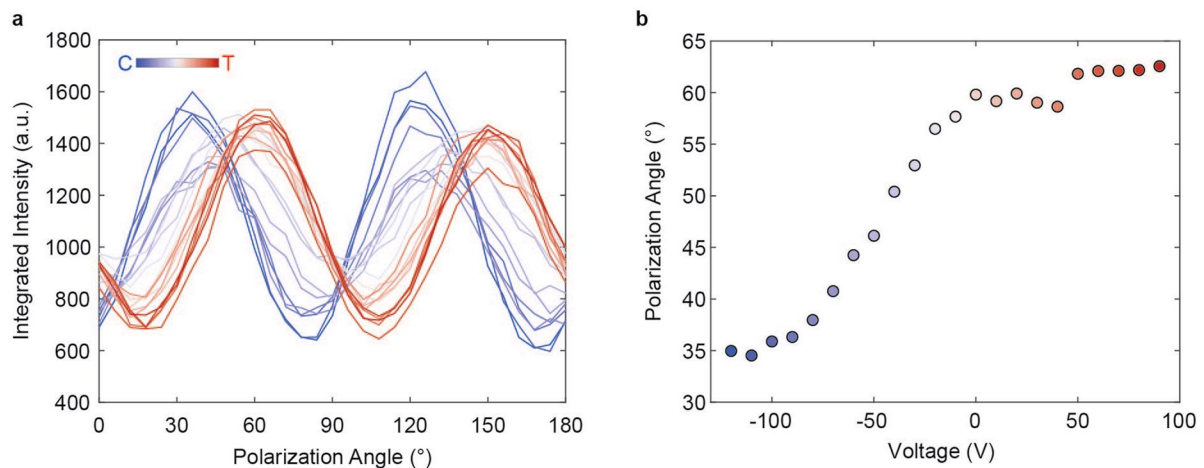 a
C T
Integrated Intensity (a.u.)
1800
1600
1400
1200
1000
800
600
400
0 30 60 90 120 150 180
Polarization Angle (°)
b
Polarization Angle (°)
65
60
55
50
45
40
35
30
-100 -50 0 50 100
Voltage (V)